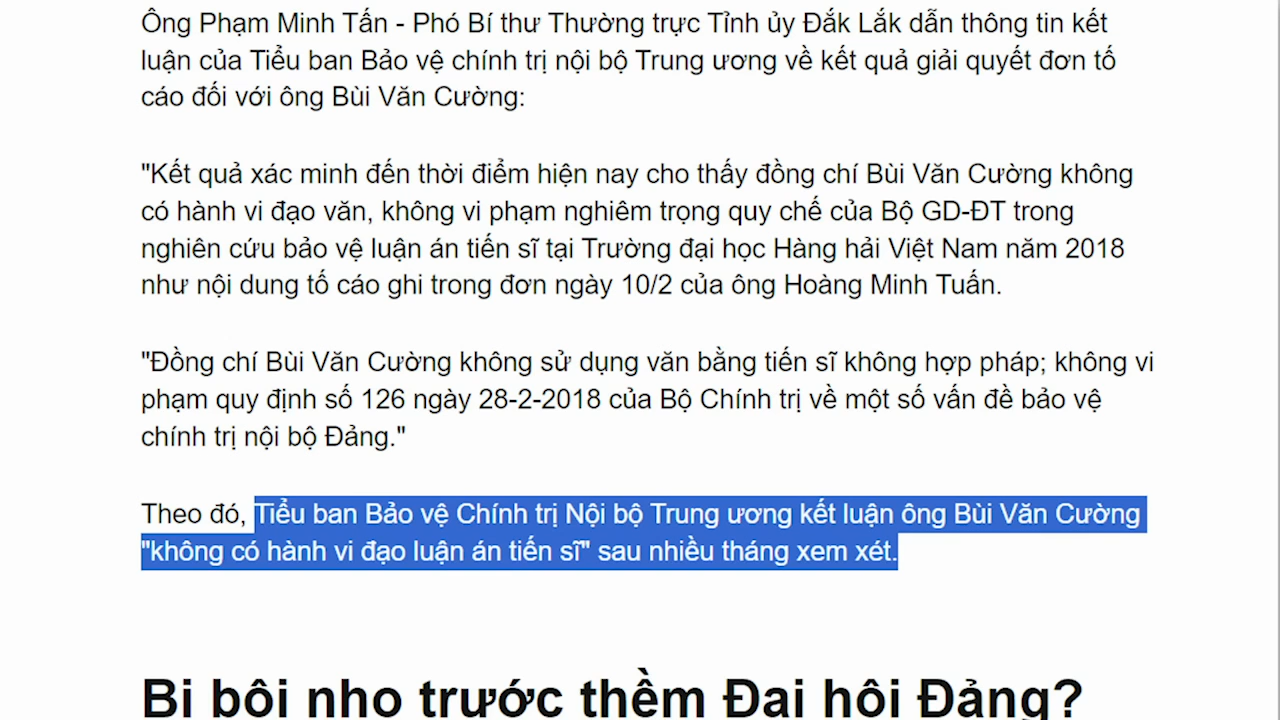 Ông Phạm Minh Tấn - Phó Bí thư Thường trực Tỉnh ủy Đắk Lắk dẫn thông tin kết
luận của Tiểu ban Bảo vệ chính trị nội bộ Trung ương về kết quả giải quyết đơn tố
cáo đối với ông Bùi Văn Cường:
"Kết quả xác minh đến thời điểm hiện nay cho thấy đồng chí Bùi Văn Cường không
có hành vi đạo văn, không vi phạm nghiêm trọng quy chế của Bộ GD-ĐT trong
nghiên cứu bảo vệ luận án tiến sĩ tại Trường đại học Hàng hải Việt Nam năm 2018
như nội dung tố cáo ghi trong đơn ngày 10/2 của ông Hoàng Minh Tuấn.
"Đồng chí Bùi Văn Cường không sử dụng văn bằng tiến sĩ không hợp pháp; không vi
phạm quy định số 126 ngày 28-2-2018 của Bộ Chính trị về một số vấn đề bảo vệ
chính trị nội bộ Đảng."
Theo đó, Tiểu ban Bảo vệ Chính trị Nội bộ Trung ương kết luận ông Bùi Văn Cường
"không có hành vi đạo luận án tiến sĩ" sau nhiều tháng xem xét.
Bị bôi nhọ trước thềm Đại hội Đảng?